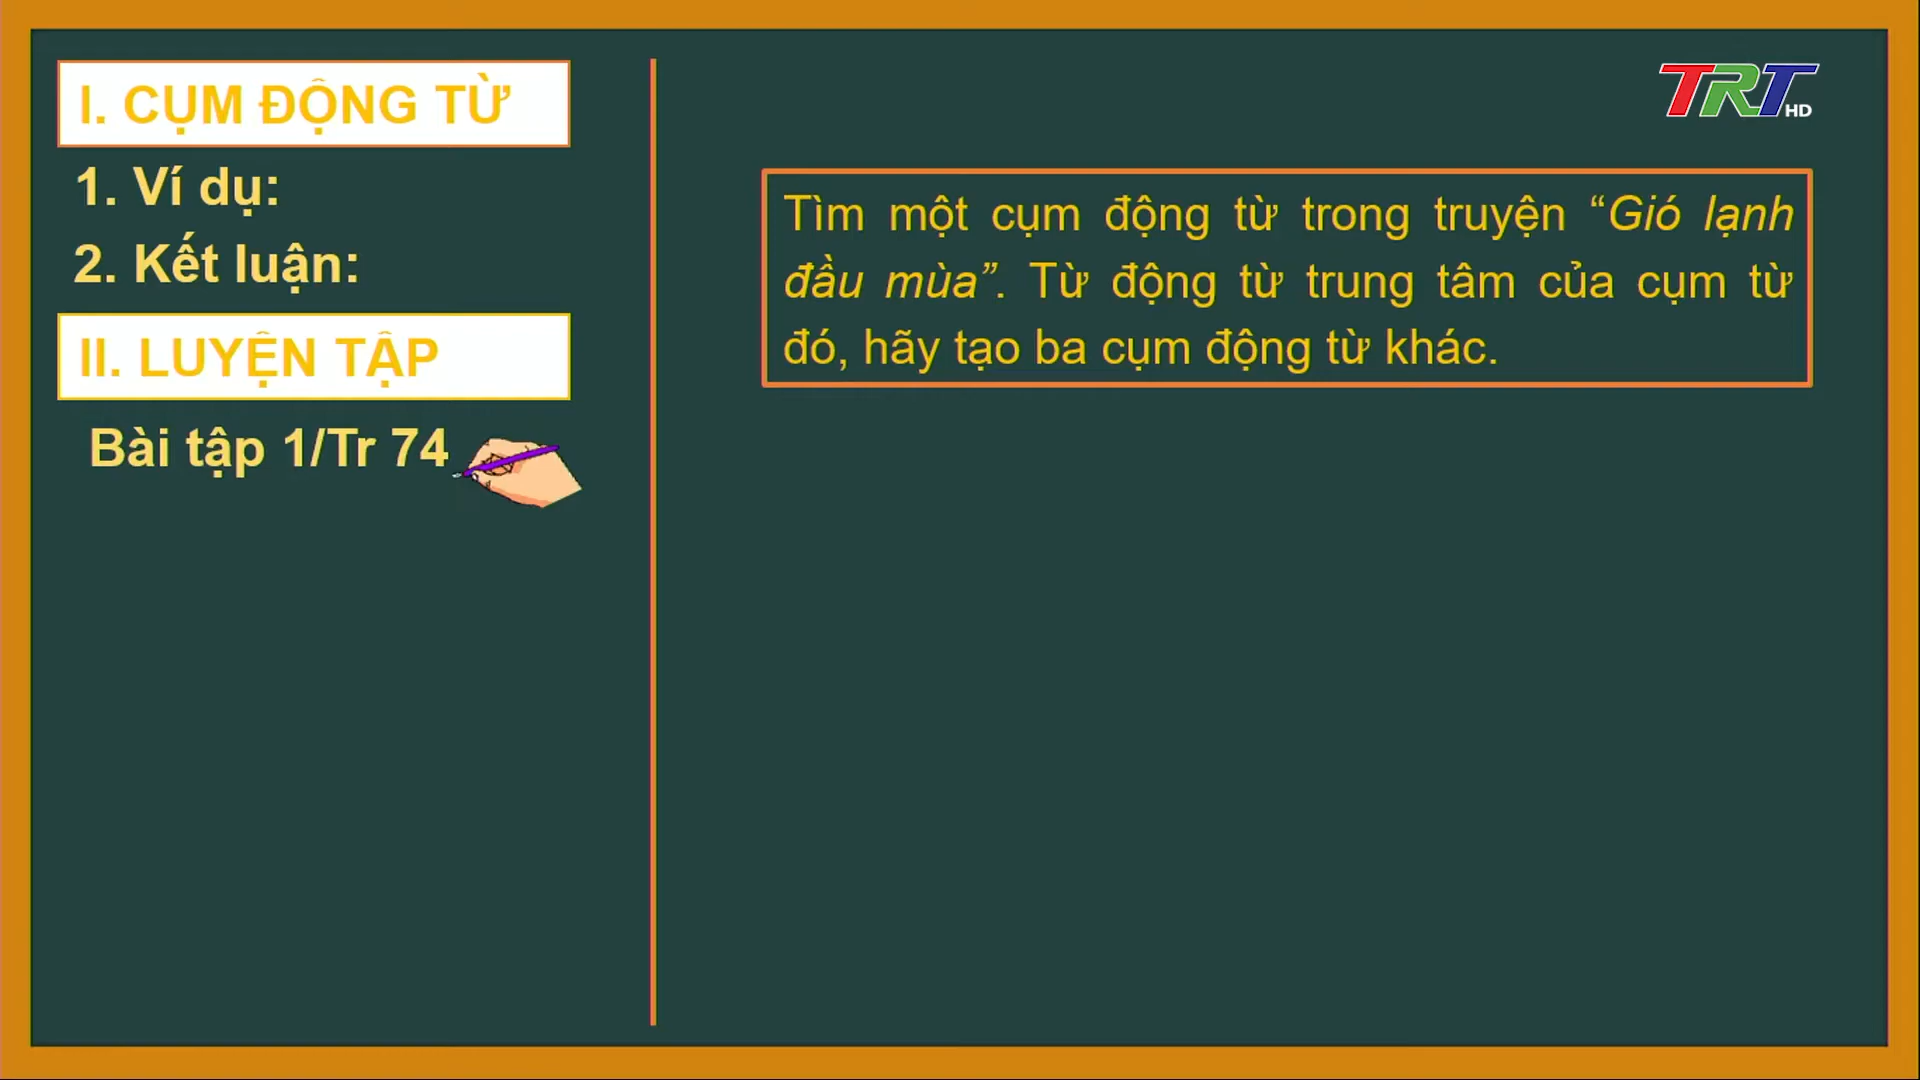 I. CỤM ĐỘNG TỪ
1. Ví dụ:
2. Kết luận:
II. LUYỆN TẬP
Bài tập 1/Tr 74
TRT HD
Tìm một cụm động từ trong truyện “Gió lạnh
đầu mùa”. Từ động từ trung tâm của cụm từ
đó, hãy tạo ba cụm động từ khác.